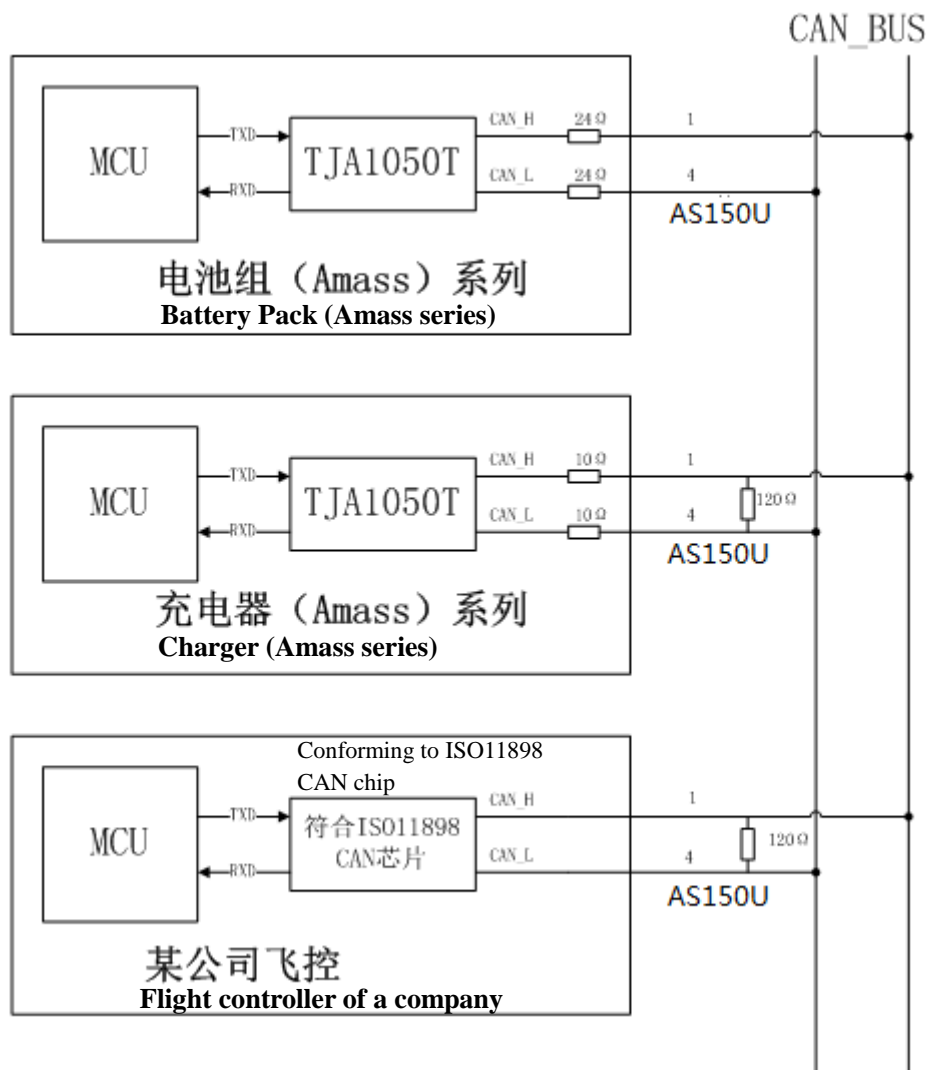 CAN_BUS
MCU
TXD
RXD
TJA1050T
CAN_H
24Ω
1
CAN_L
24Ω
4
AS150U
电池组（Amass）系列
Battery Pack (Amass series)
MCU
TXD
RXD
TJA1050T
CAN_H
10Ω
1
CAN_L
10Ω
4
120Ω
AS150U
充电器（Amass）系列
Charger (Amass series)
Conforming to ISO11898
CAN chip
MCU
TXD
RXD
符合ISO11898
CAN芯片
CAN_H
1
CAN_L
4
120Ω
AS150U
某公司飞控
Flight controller of a company